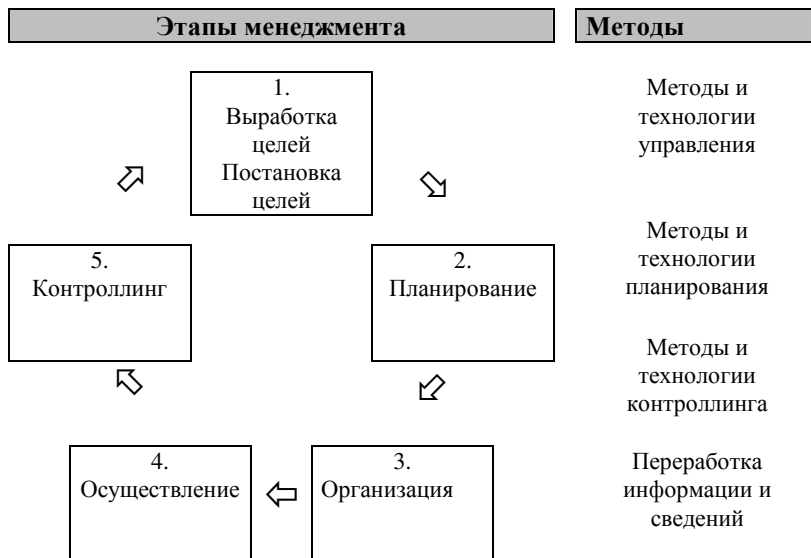 Этапы менеджмента
Методы
1.
Выработка
целей
Постановка
целей
Методы и
технологии
управления
5.
Контроллинг
2.
Планирование
Методы и
технологии
планирования
Методы и
технологии
контроллинга
4.
Осуществление
3.
Организация
Переработка
информации и
сведений